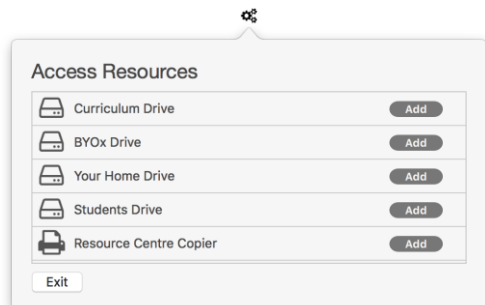 Access Resources
Curriculum Drive Add
BYOx Drive Add
Your Home Drive Add
Students Drive Add
Resource Centre Copier Add
Exit